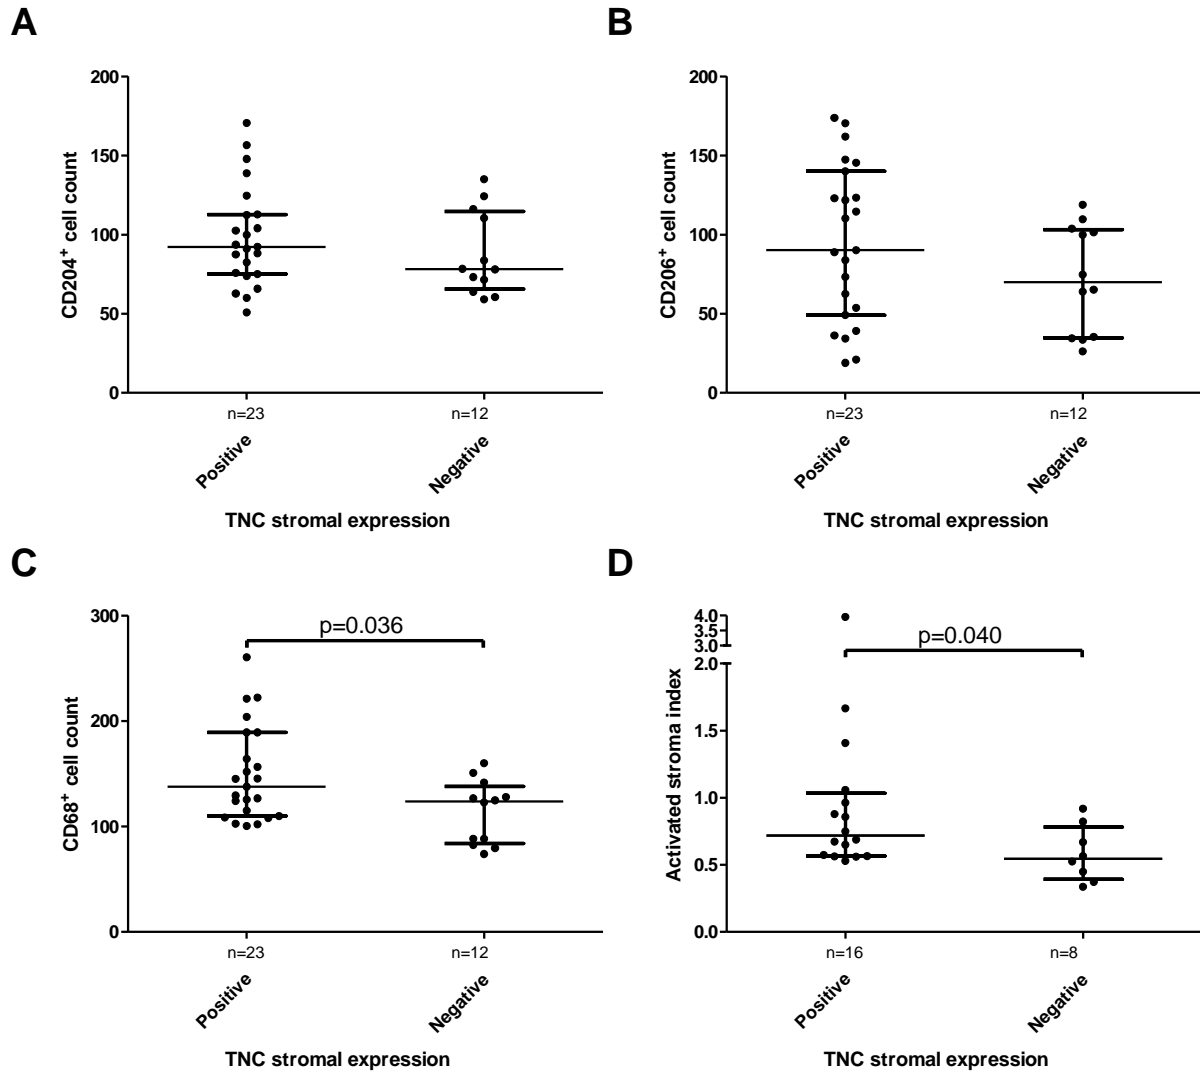 A
CD204+ cell count
200
150
100
50
0
n=23
n=12
Positive
Negative
TNC stromal expression
B
CD206+ cell count
200
150
100
50
0
n=23
n=12
Positive
Negative
TNC stromal expression
C
CD68+ cell count
300
200
100
0
p=0.036
n=23
n=12
Positive
Negative
TNC stromal expression
D
Activated stroma index
4.0
3.5
3.0
2.0
1.5
1.0
0.5
0.0
p=0.040
n=16
n=8
Positive
Negative
TNC stromal expression